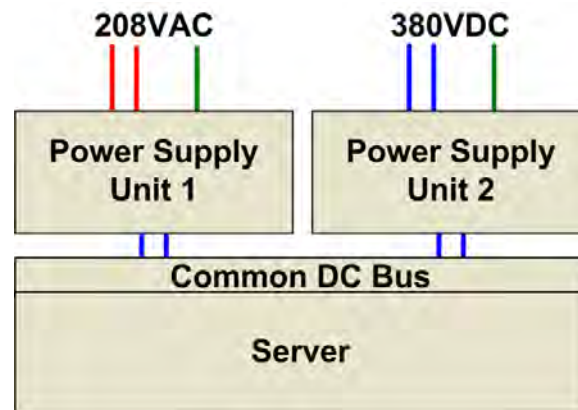 208VAC 380VDC
Power Supply
Unit 1
Power Supply
Unit 2
Common DC Bus
Server